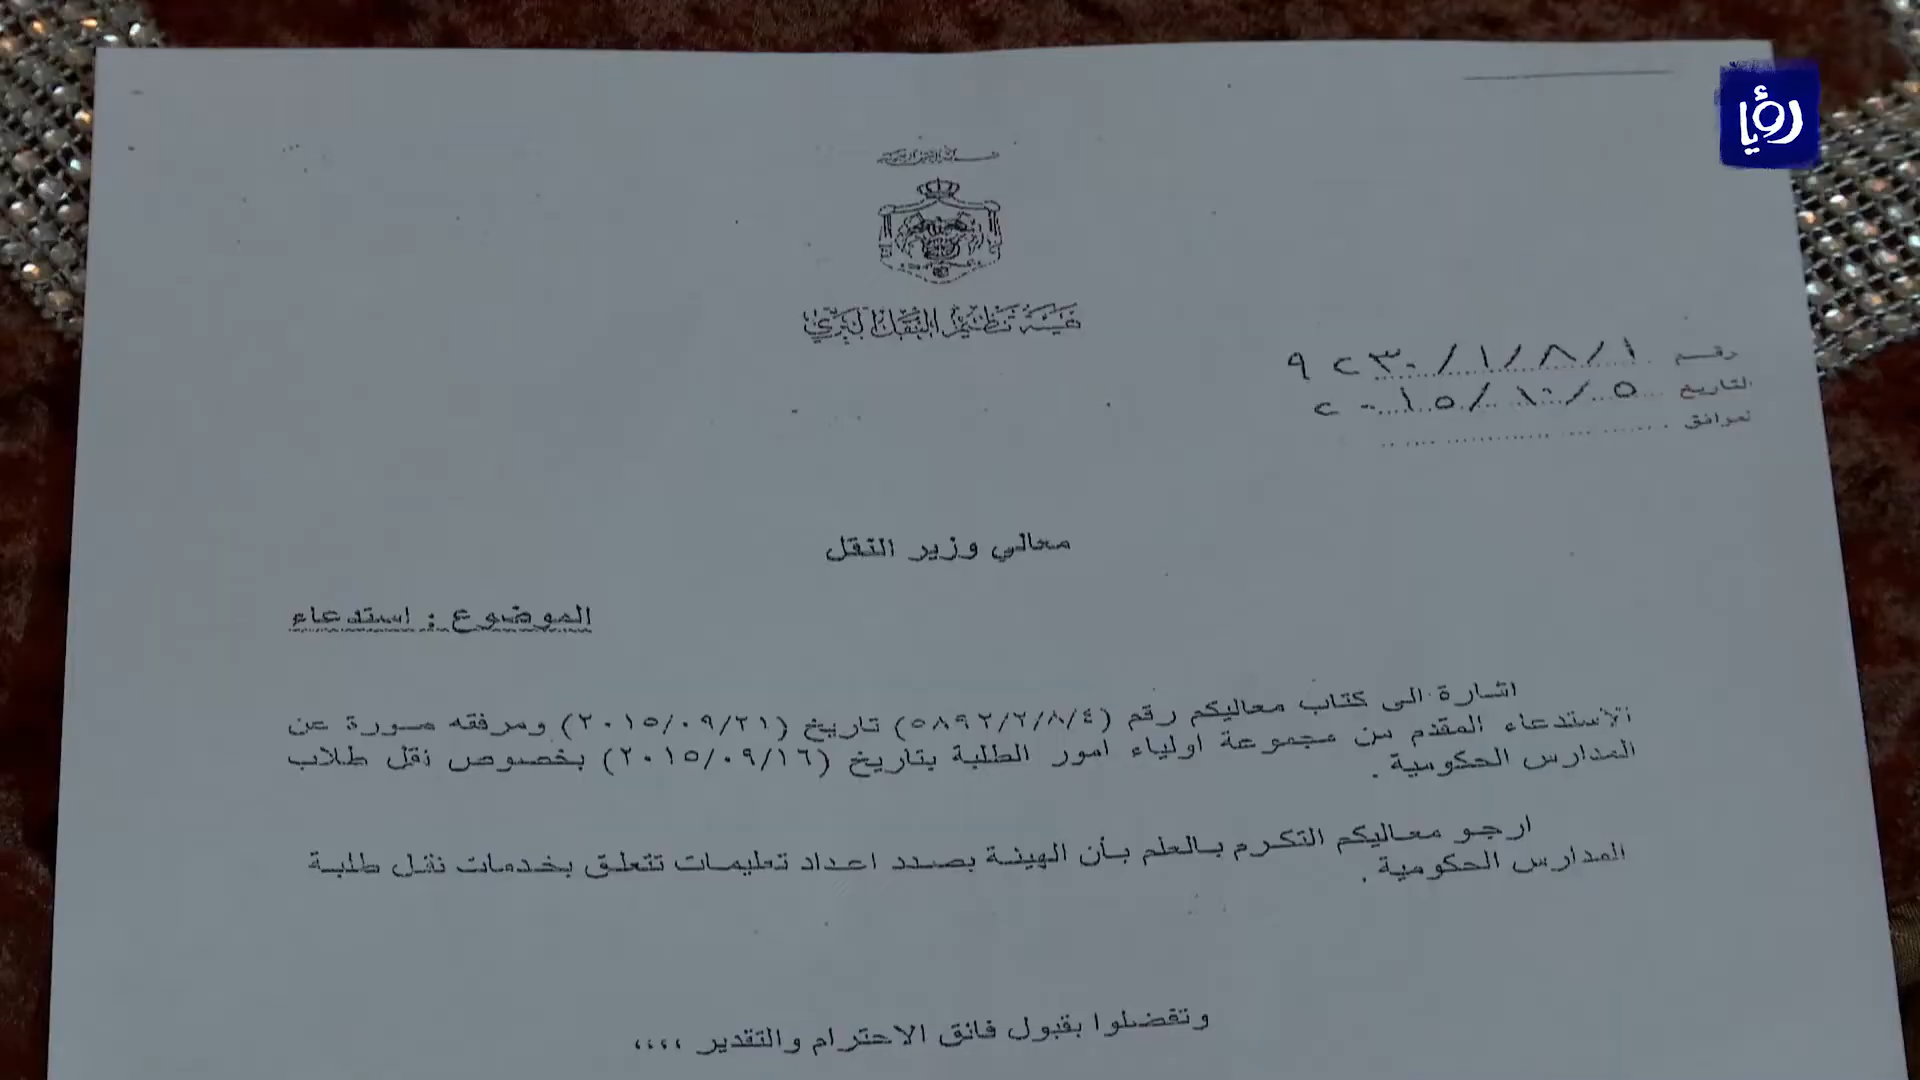 رؤيا
هيئة تنظيم النقل البري
رقم ١/٨/١/٩٢٣٠
التاريخ ٢٠١٥/١٠/٥
معالي وزير النقل
الموضوع : استدعاء
اشارة الى كتاب معاليكم رقم (٥٨٩٢/٢/٨/٤) تاريخ (٢٠١٥/٠٩/٢١) ومرفقه صورة عن
الاستدعاء المقدم من مجموعة اولياء امور الطلبة بتاريخ (٢٠١٥/٠٩/١٦) بخصوص نقل طلاب
المدارس الحكومية .
ارجو معاليكم التكرم بالعلم بأن الهيئة بصدد اعداد تعليمات تتعلق بخدمات نقل طلبة
المدارس الحكومية .
وتفضلوا بقبول فائق الاحترام والتقدير ،،،،